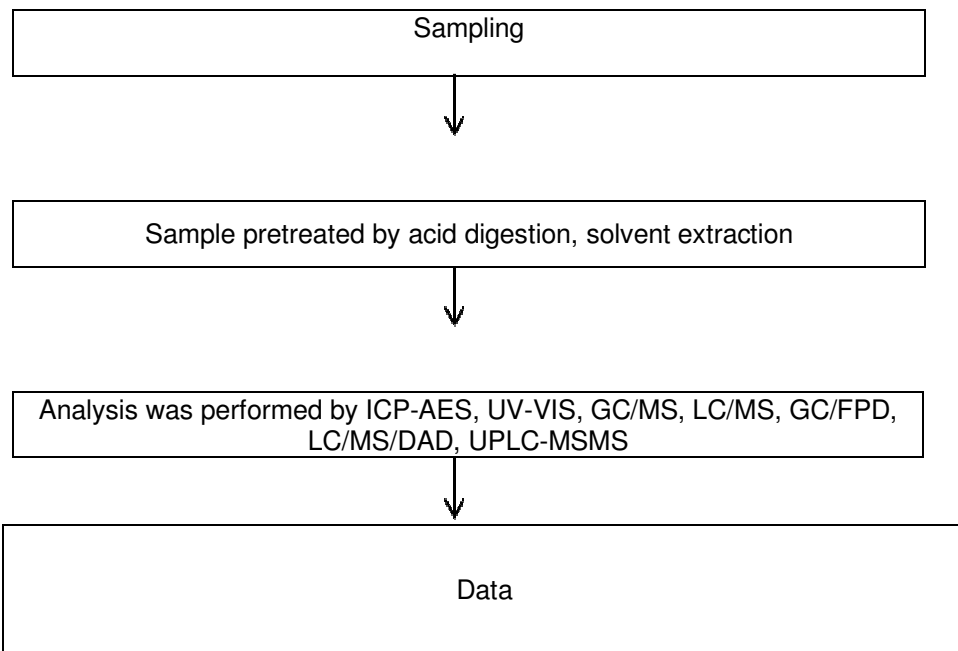 Sampling
Sample pretreated by acid digestion, solvent extraction
Analysis was performed by ICP-AES, UV-VIS, GC/MS, LC/MS, GC/FPD,
LC/MS/DAD, UPLC-MSMS
Data